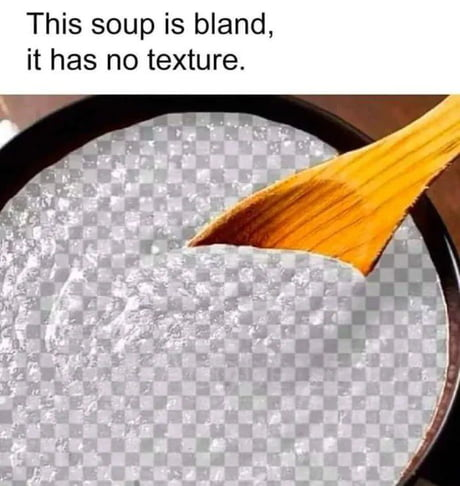 This soup is bland,
it has no texture.